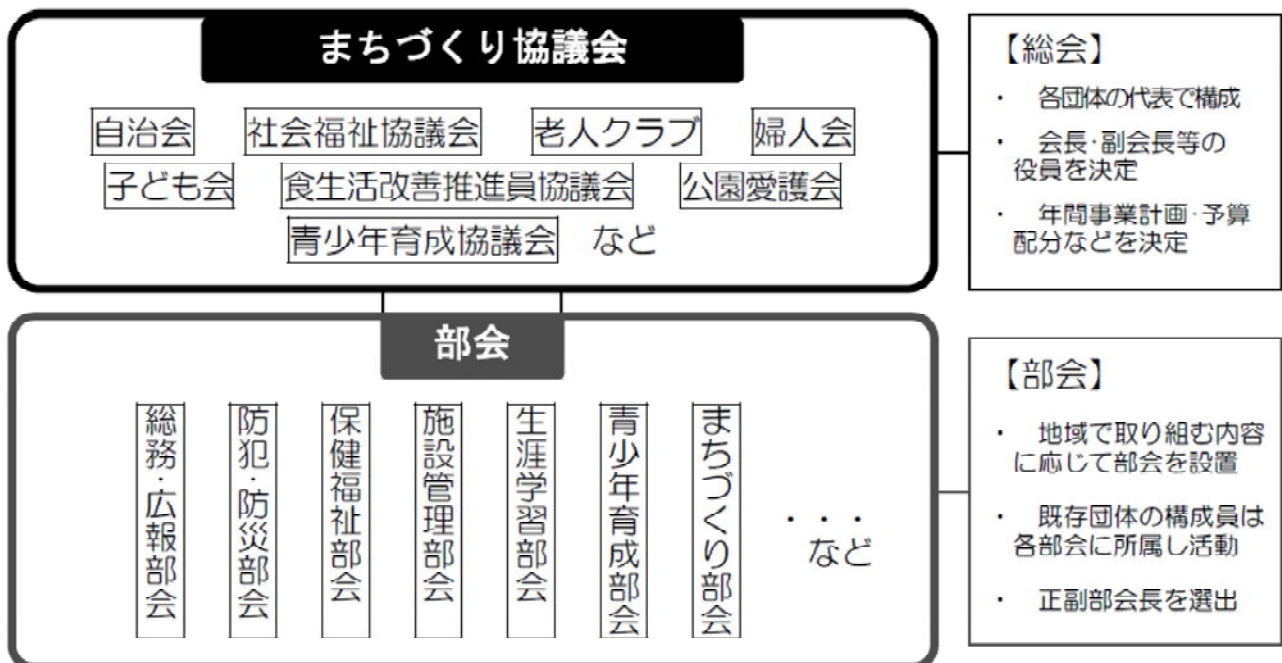 まちづくり協議会
自治会 社会福祉協議会 老人クラブ 婦人会
子ども会 食生活改善推進員協議会 公園愛護会
青少年育成協議会 など
【総会】
・ 各団体の代表で構成
・ 会長・副会長等の
役員を決定
・ 年間事業計画・予算
配分などを決定
部会
総務・広報部会
防犯・防災部会
保健福祉部会
施設管理部会
生涯学習部会
青少年育成部会
まちづくり部会
・・・
など
【部会】
・ 地域で取り組む内容
に応じて部会を設置
・ 既存団体の構成員は
各部会に所属し活動
・ 正副部会長を選出